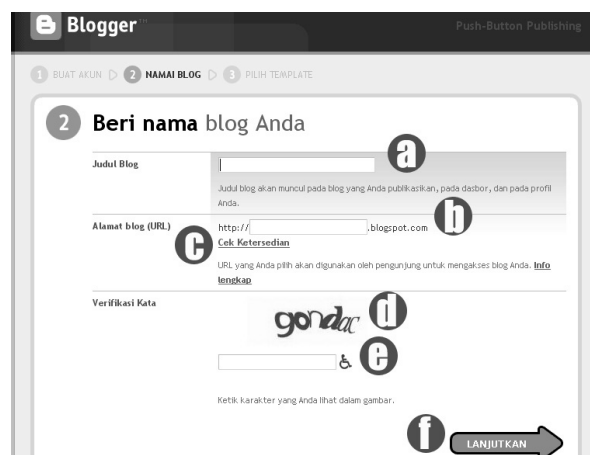 Blogger™
Push-Button Publishing
1 BUAT AKUN 2 NAMAI BLOG 3 PILIH TEMPLATE
2 Beri nama blog Anda
Judul Blog
a
Judul blog akan muncul pada blog yang Anda publikasikan, pada dasbor, dan pada profil
Anda.
Alamat blog (URL)
http:// .blogspot.com
b
c
Cek Ketersedian
URL yang Anda pilih akan digunakan oleh pengunjung untuk mengakses blog Anda. Info
lengkap
Verifikasi Kata
gondac
d
e
Ketik karakter yang Anda lihat dalam gambar.
f
LANJUTKAN